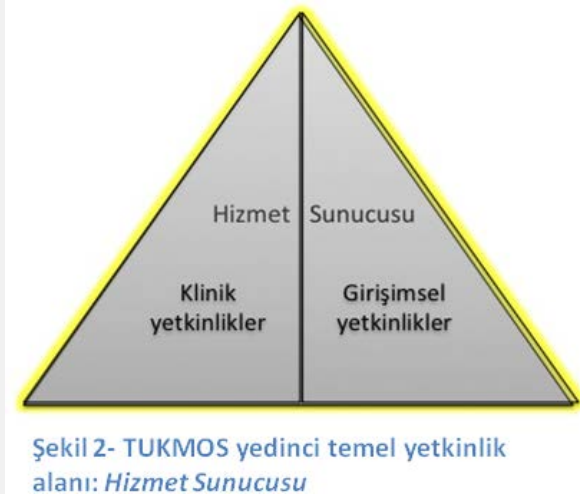 Hizmet Sunucusu
Klinik yetkinlikler
Girişimsel yetkinlikler
Şekil 2- TUKMOS yedinci temel yetkinlik
alanı: Hizmet Sunucusu